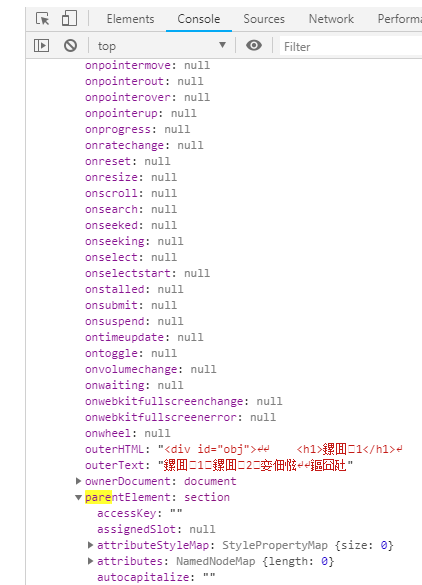 Elements Console Sources Network Performa
top Filter
onpointermove: null
onpointerout: null
onpointerover: null
onpointerup: null
onprogress: null
onratechange: null
onreset: null
onresize: null
onscroll: null
onsearch: null
onseeked: null
onseeking: null
onselect: null
onselectstart: null
onstalled: null
onsubmit: null
onsuspend: null
ontimeupdate: null
ontoggle: null
onvolumechange: null
onwaiting: null
onwebkitfullscreenchange: null
onwebkitfullscreenerror: null
onwheel: null
outerHTML: "<div id="obj">↵↵ <h1>1</h1>↵
outerText: "
ownerDocument: document
parentElement: section
accessKey: ""
assignedSlot: null
attributeStyleMap: StylePropertyMap {size: 0}
attributes: NamedNodeMap {length: 0}
autocapitalize: ""